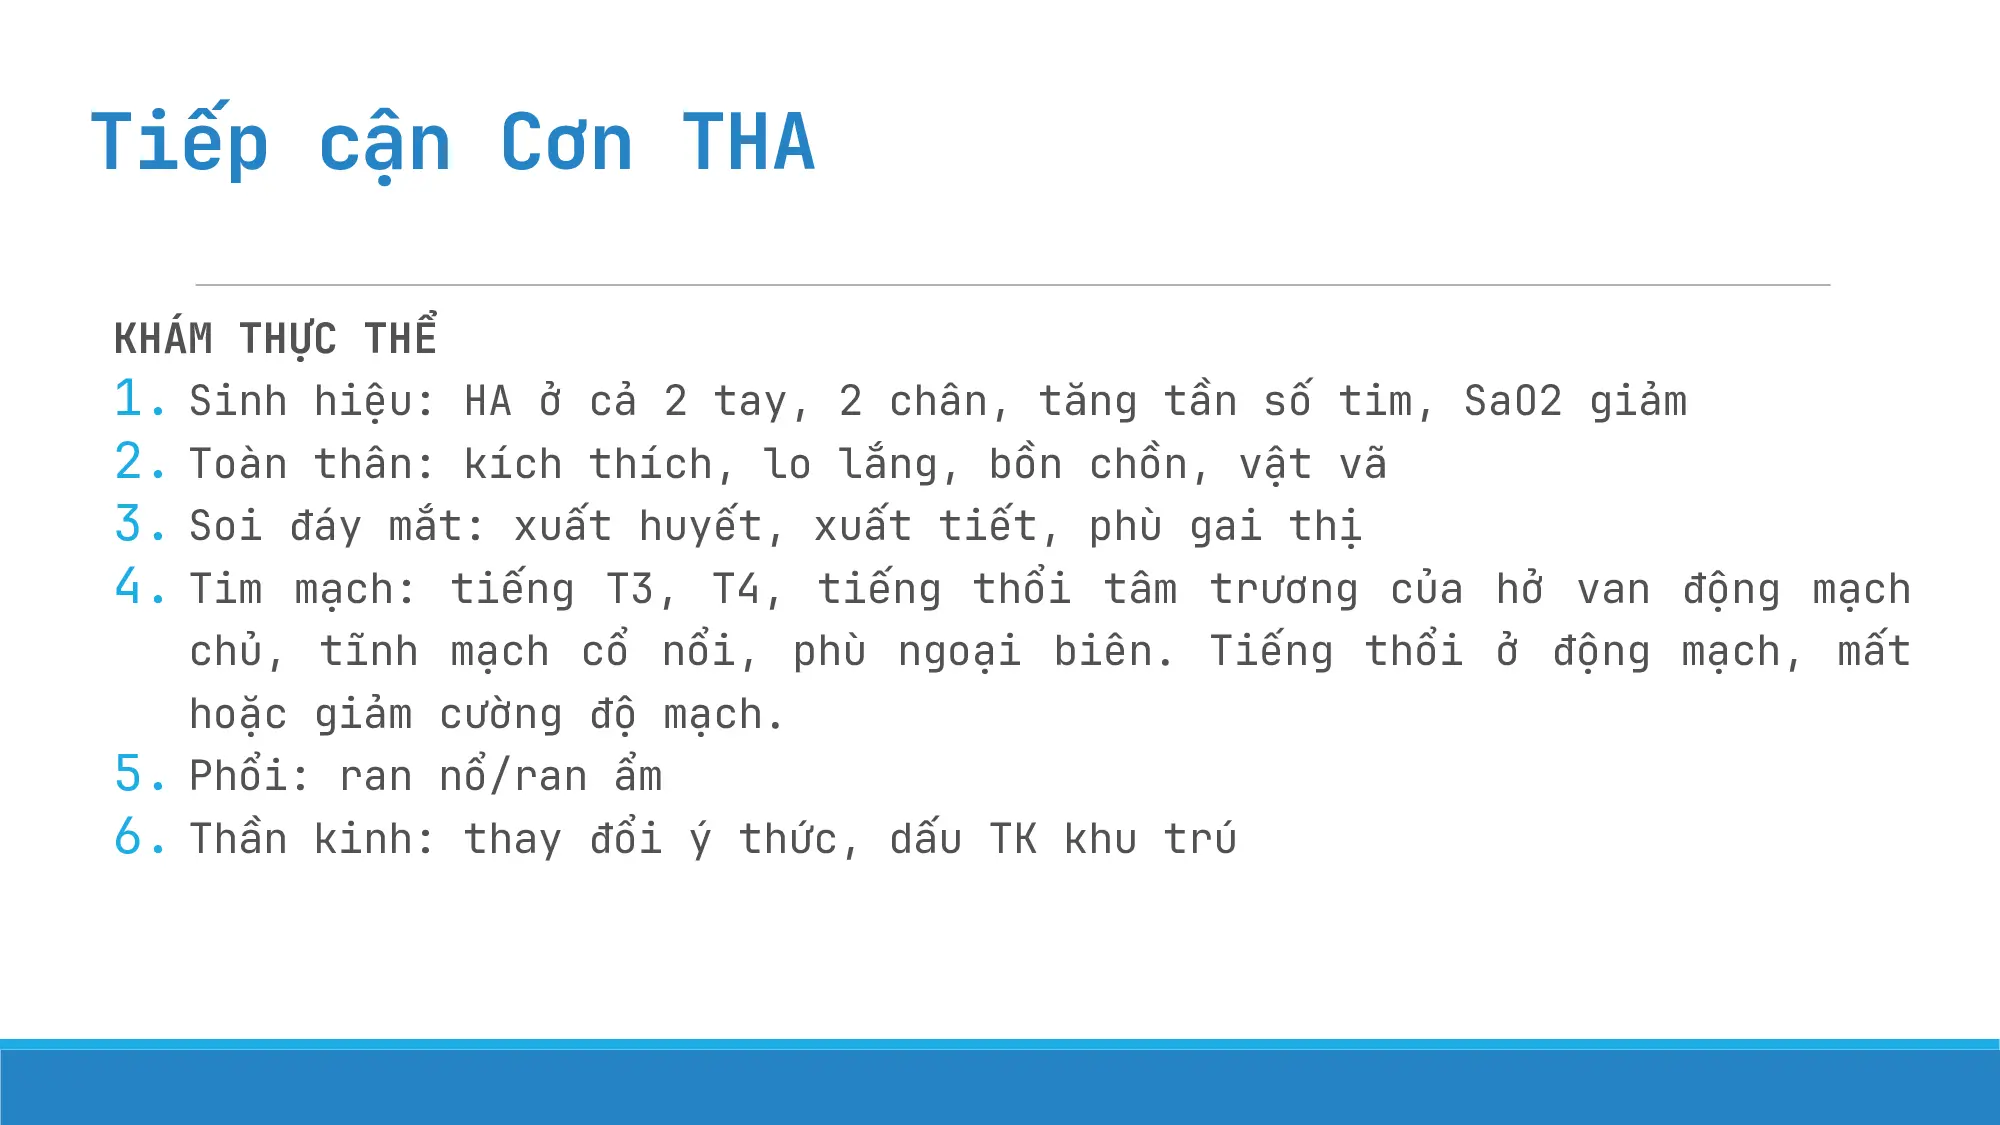 Tiếp cận Cơn THA
KHÁM THỰC THỂ
1. Sinh hiệu: HA ở cả 2 tay, 2 chân, tăng tần số tim, SaO2 giảm
2. Toàn thân: kích thích, lo lắng, bồn chồn, vật vã
3. Soi đáy mắt: xuất huyết, xuất tiết, phù gai thị
4. Tim mạch: tiếng T3, T4, tiếng thổi tâm trương của hở van động mạch
chủ, tĩnh mạch cổ nổi, phù ngoại biên. Tiếng thổi ở động mạch, mất
hoặc giảm cường độ mạch.
5. Phổi: ran nổ/ran ẩm
6. Thần kinh: thay đổi ý thức, dấu TK khu trú